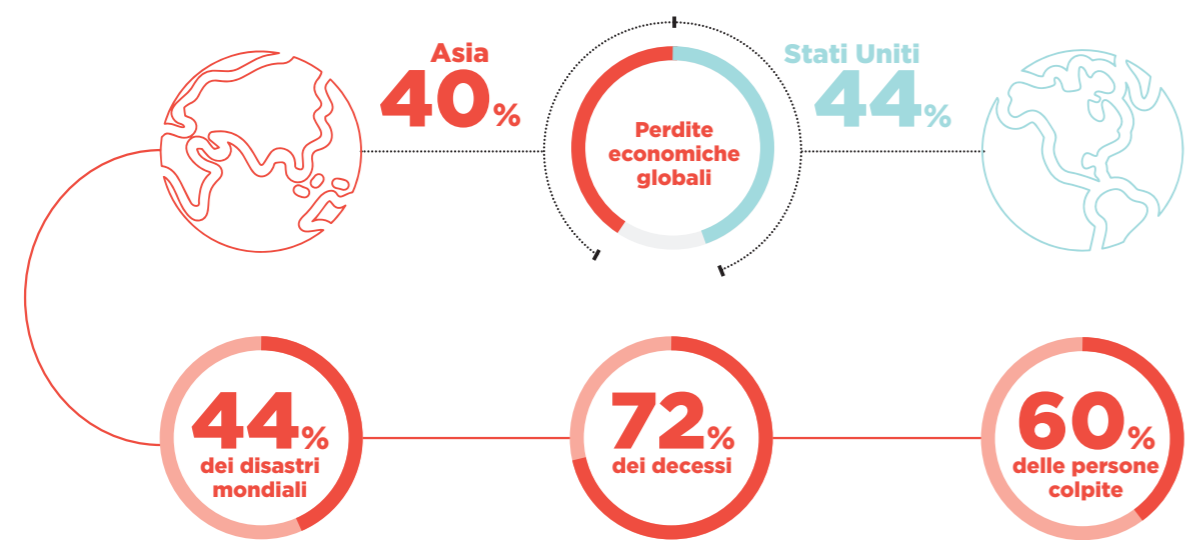 Asia
40%
Perdite
economiche
globali
Stati Uniti
44%
44%
dei disastri
mondiali
72%
dei decessi
60%
delle persone
colpite